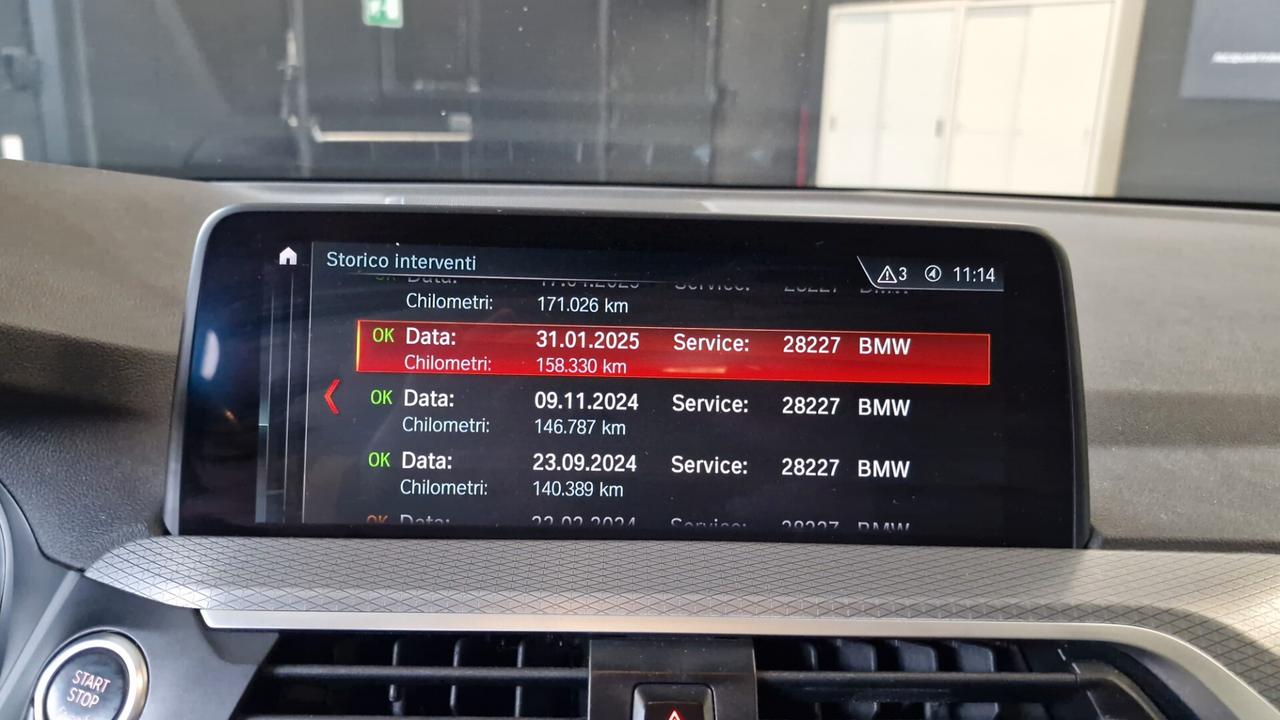 Storico interventi
3 11:14
Chilometri: 171.026 km
OK Data: 31.01.2025 Service: 28227 BMW
Chilometri: 158.330 km
OK Data: 09.11.2024 Service: 28227 BMW
Chilometri: 146.787 km
OK Data: 23.09.2024 Service: 28227 BMW
Chilometri: 140.389 km
START
STOP